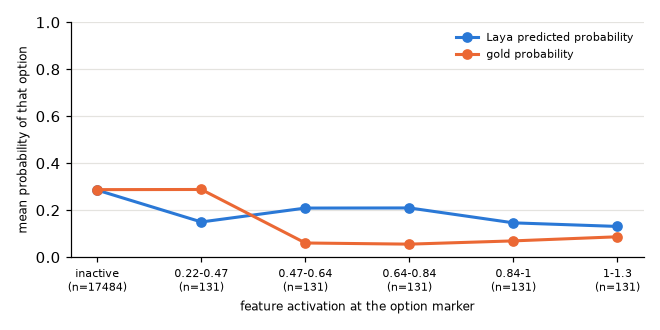 Laya predicted probability
gold probability
mean probability of that option
1.0
0.8
0.6
0.4
0.2
0.0
inactive
(n=17484)
0.22-0.47
(n=131)
0.47-0.64
(n=131)
0.64-0.84
(n=131)
0.84-1
(n=131)
1-1.3
(n=131)
feature activation at the option marker